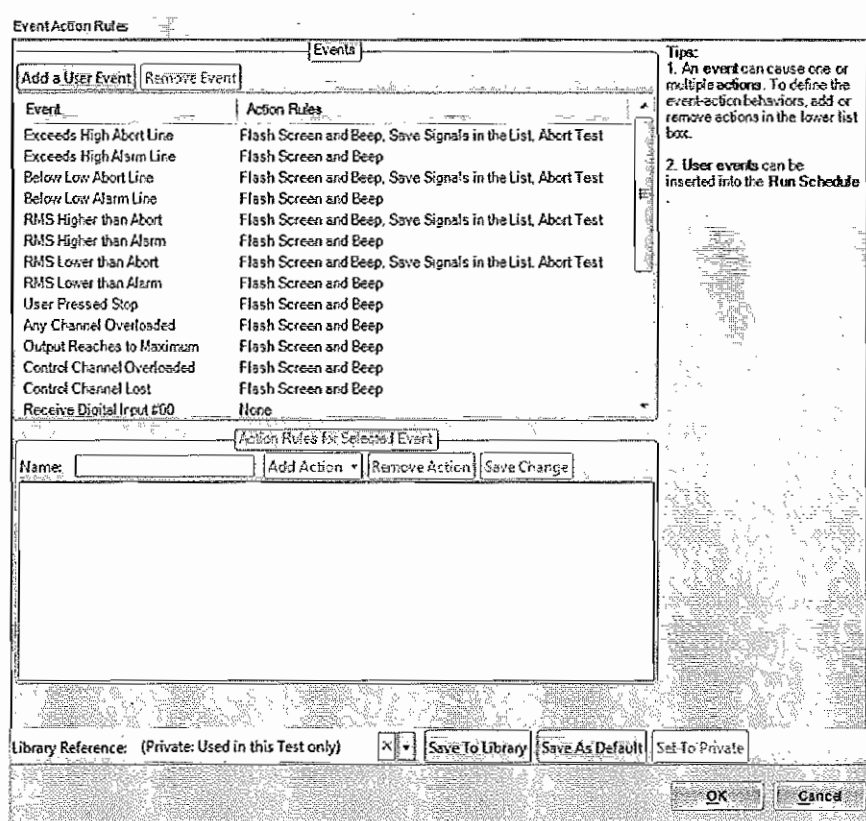 Event Action Rules
Events
Add a User Event Remove Event
Event Action Rules
Exceeds High Abort Line Flash Screen and Beep, Save Signals in the List, Abort Test
Exceeds High Alarm Line Flash Screen and Beep
Below Low Abort Line Flash Screen and Beep, Save Signals in the List, Abort Test
Below Low Alarm Line Flash Screen and Beep
RMS Higher than Abort Flash Screen and Beep, Save Signals in the List, Abort Test
RMS Higher than Alarm Flash Screen and Beep
RMS Lower than Abort Flash Screen and Beep, Save Signals in the List, Abort Test
RMS Lower than Alarm Flash Screen and Beep
User Pressed Stop Flash Screen and Beep
Any Channel Overloaded Flash Screen and Beep
Output Reaches to Maximum Flash Screen and Beep
Control Channel Overloaded Flash Screen and Beep
Control Channel Lost Flash Screen and Beep
Receive Digital Input #00 None
Tips:
1. An event can cause one or
multiple actions. To define the
event-action behaviors, add or
remove actions in the lower list
box.
2. User events can be
inserted into the Run Schedule
Action Rules for Selected Event
Name: Add Action Remove Action Save Change
Library Reference: (Private: Used in this Test only) Save To Library Save As Default Set To Private
OK Cancel